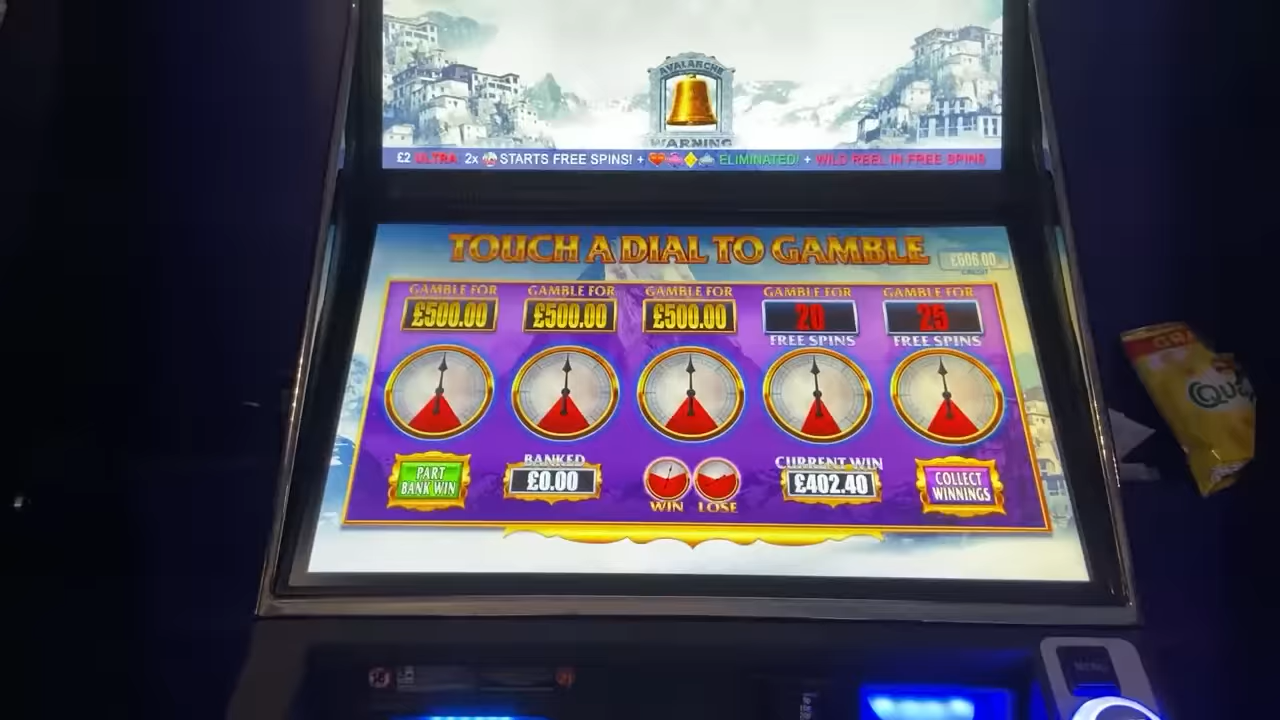 AVALANCHE
WARNING
£2 ULTRA: 2x STARTS FREE SPINS! + ELIMINATED! + WILD REEL IN FREE SPINS
TOUCH A DIAL TO GAMBLE
£606.00
CREDIT
GAMBLE FOR GAMBLE FOR GAMBLE FOR GAMBLE FOR GAMBLE FOR
£500.00 £500.00 £500.00 20 25
FREE SPINS FREE SPINS
PART
BANK WIN
BANKED
£0.00
WIN LOSE
CURRENT WIN
£402.40
COLLECT
WINNINGS
MENU